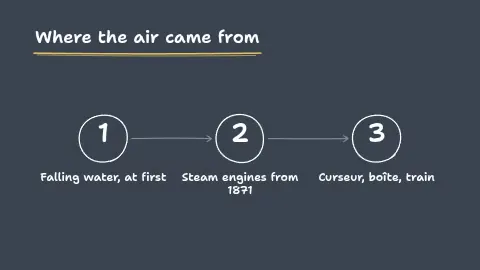 Where the air came from
1
2
3
Falling water, at first
Steam engines from
1871
Curseur, boîte, train